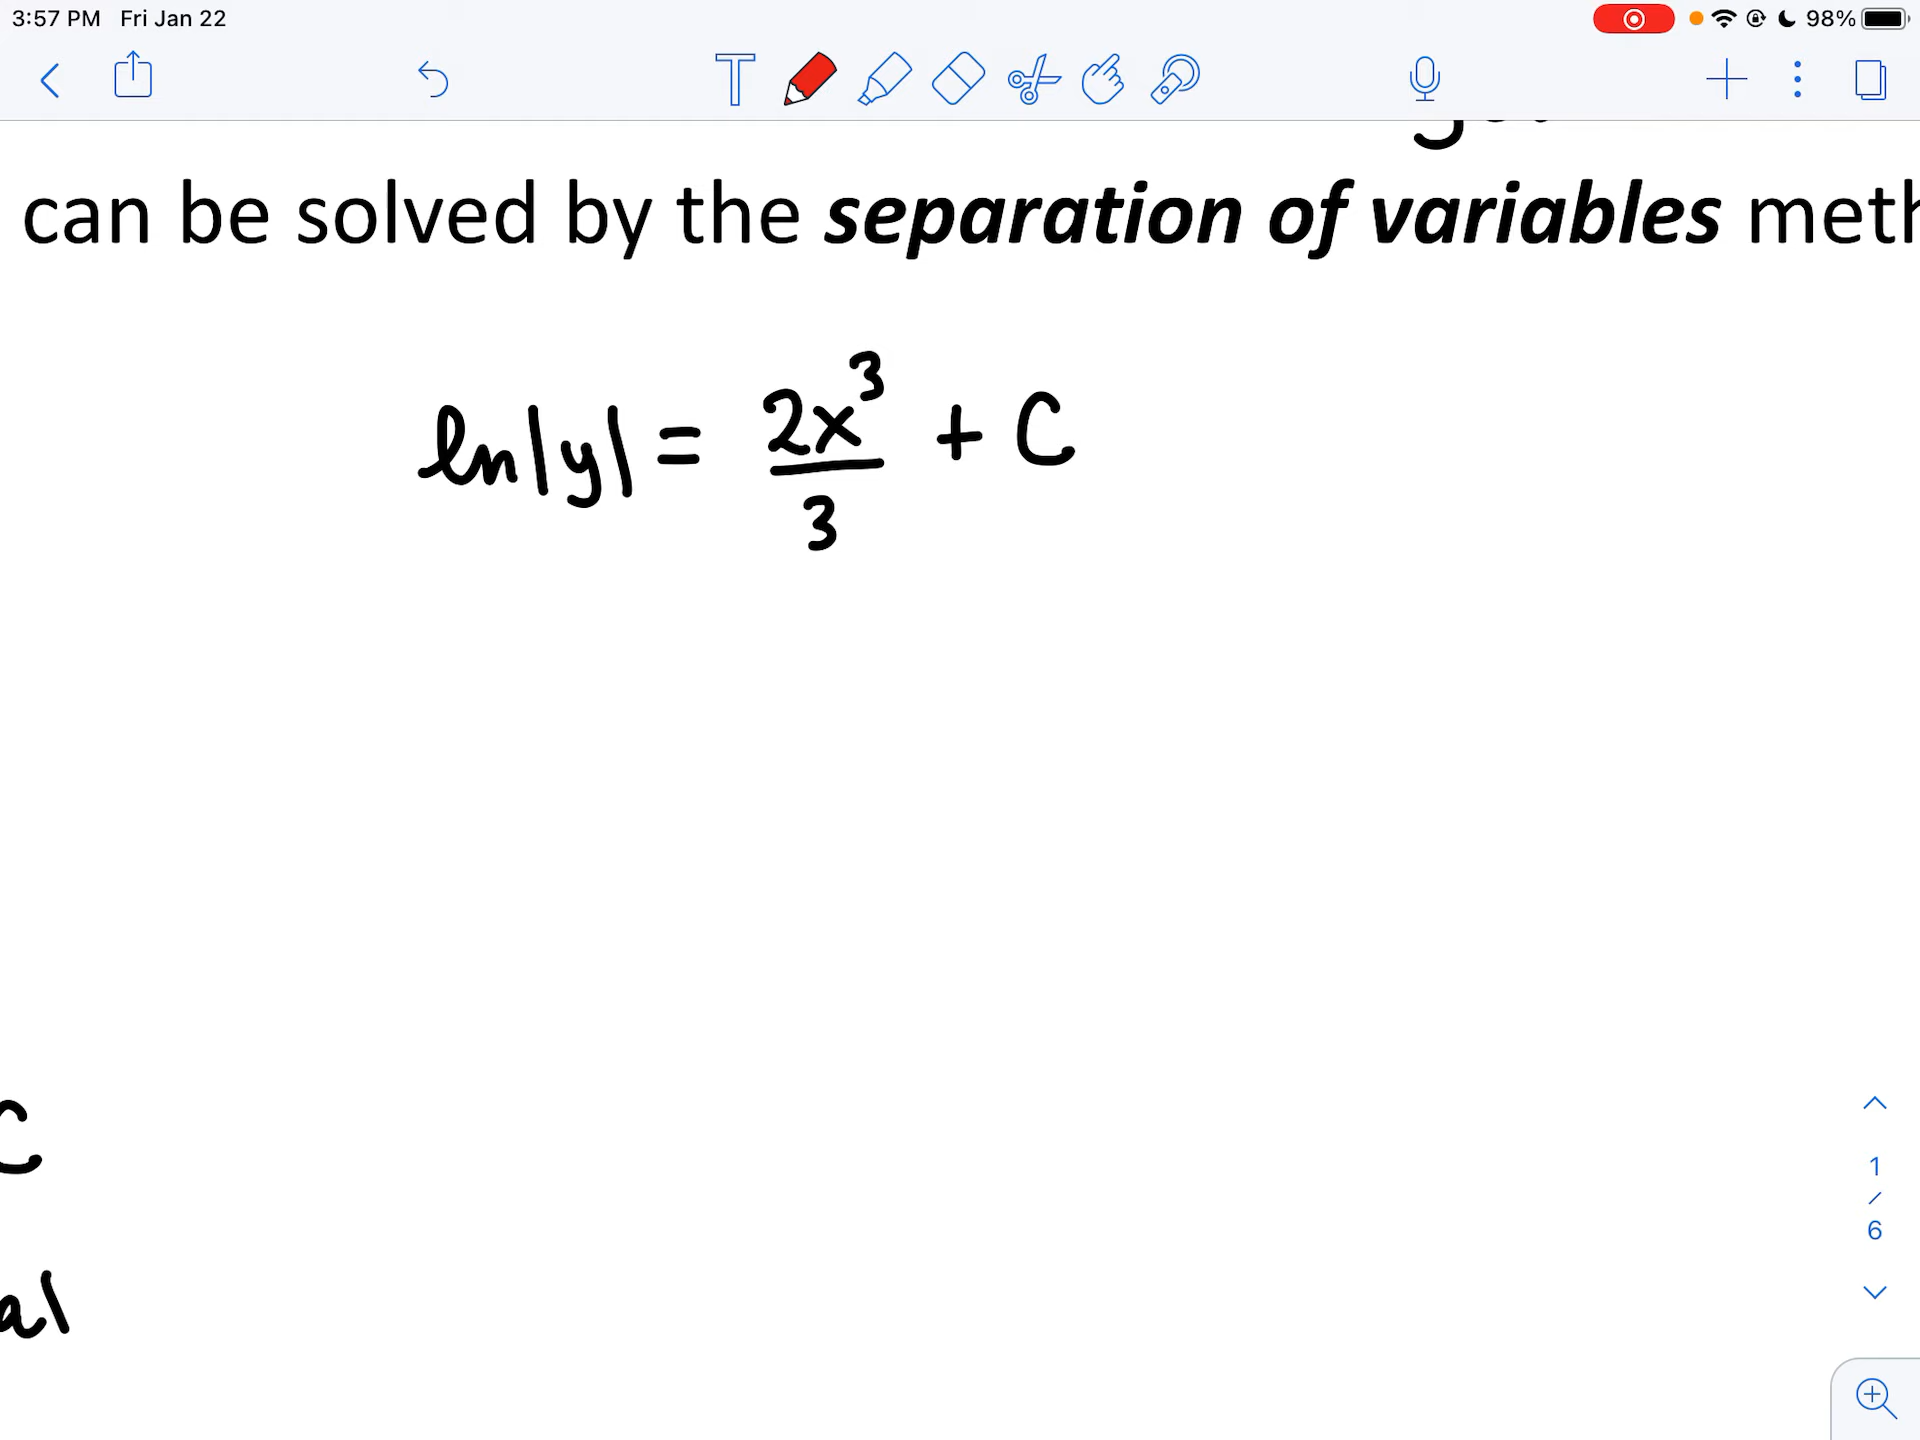 3:57 PM Fri Jan 22 98%
can be solved by the separation of variables meth
ln|y| = 2x³/3 + C
C
al
1
/
6